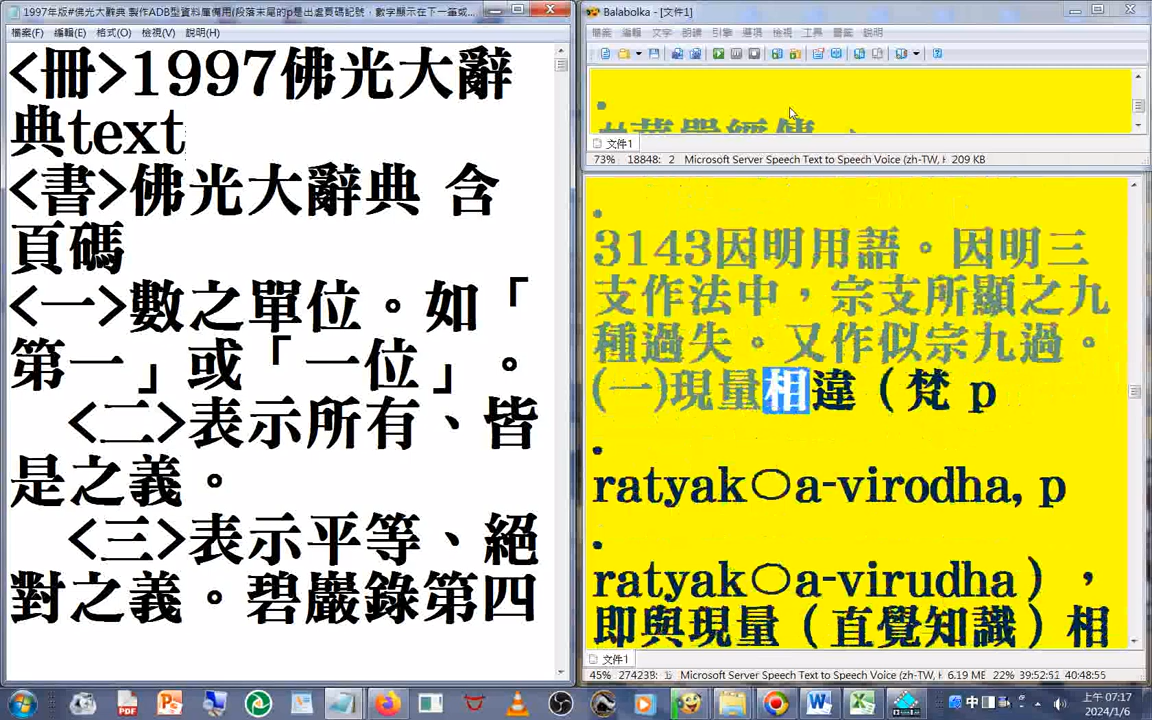 1997年版#佛光大辭典 製作ADB型資料庫備用(段落末尾的p是出處頁碼記號，數字顯示在下一筆或...
檔案(F) 編輯(E) 格式(O) 檢視(V) 說明(H)
<冊>1997佛光大辭
典text
<書>佛光大辭典 含
頁碼
<一>數之單位。如「
第一」或「一位」。
<二>表示所有、皆
是之義。
<三>表示平等、絕
對之義。碧巖錄第四
Balabolka - [文件1]
檔案 編輯 文字 朗讀 引擎 選項 檢視 工具 書籤 說明
#華嚴經傳、
文件1
73% 18848: 2 Microsoft Server Speech Text to Speech Voice (zh-TW, H 209 KB
3143因明用語。因明三
支作法中，宗支所顯之九
種過失。又作似宗九過。
(一)現量相違（梵 p
ratyak○a-virodha, p
ratyak○a-virudha），
即與現量（直覺知識）相
文件1
45% 274238: Microsoft Server Speech Text to Speech Voice (zh-TW, H 6.19 ME 22% 39:52:51 40:48:55
PDF
中
上午 07:17
2024/1/6